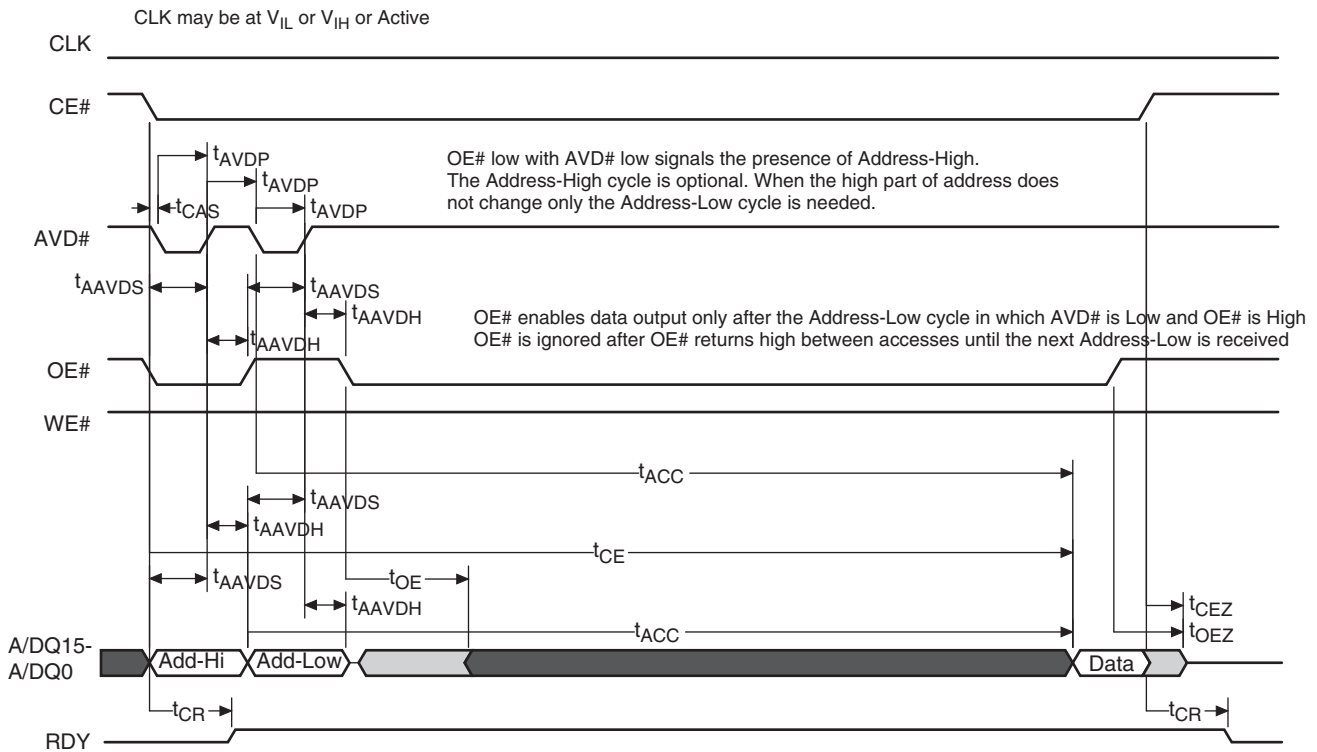 CLK may be at VIL or VIH or Active
CLK
CE#
tAVDP
OE# low with AVD# low signals the presence of Address-High.
tAVDP
The Address-High cycle is optional. When the high part of address does
tCAS
tAVDP
not change only the Address-Low cycle is needed.
AVD#
tAAVDS
tAAVDS
tAAVDH
OE# enables data output only after the Address-Low cycle in which AVD# is Low and OE# is High
tAAVDH
OE# is ignored after OE# returns high between accesses until the next Address-Low is received
OE#
WE#
tACC
tAAVDS
tAAVDH
tCE
tAAVDS
tOE
tAAVDH
tCEZ
tACC
tOEZ
A/DQ15-
A/DQ0
Add-Hi
Add-Low
Data
tCR
tCR
RDY